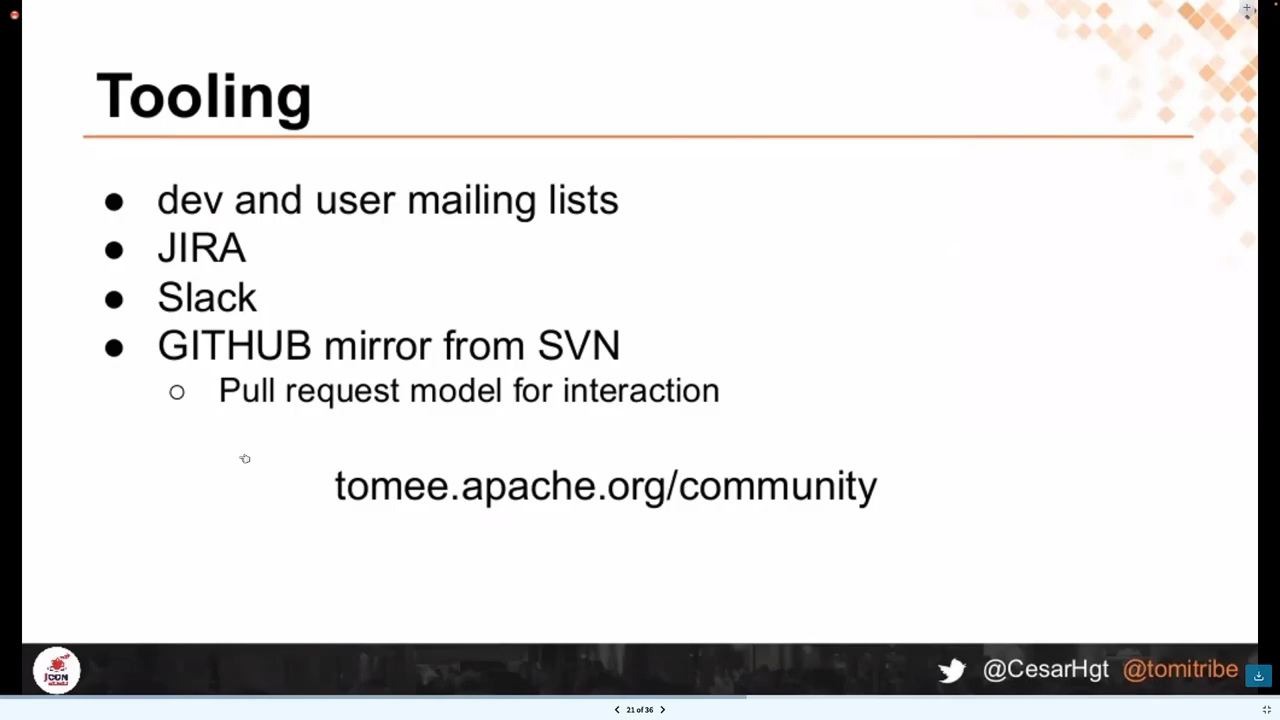 Tooling
● dev and user mailing lists
● JIRA
● Slack
● GITHUB mirror from SVN
○ Pull request model for interaction
tomee.apache.org/community
JCON
@CesarHgt @tomitribe
21 of 36